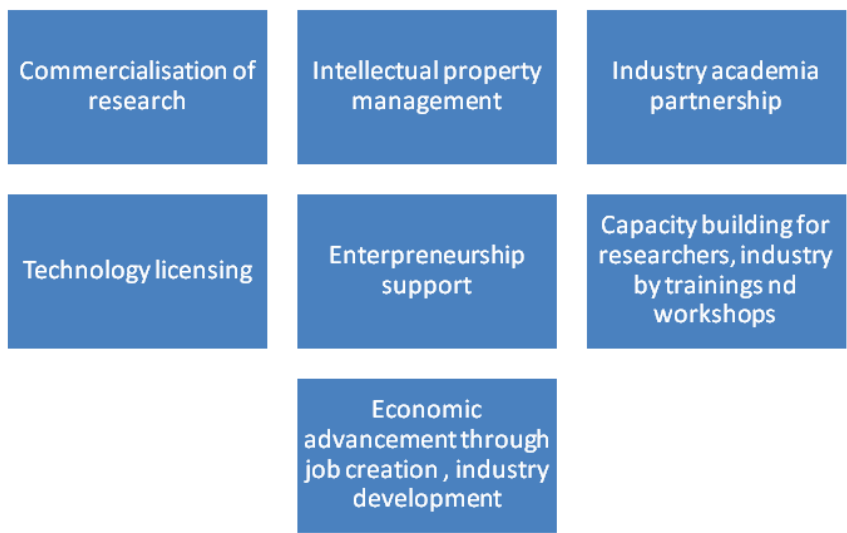 Commercialisation of
research
Intellectual property
management
Industry academia
partnership
Technology licensing
Enterpreneurship
support
Capacity building for
researchers, industry
by trainings nd
workshops
Economic
advancement through
job creation , industry
development